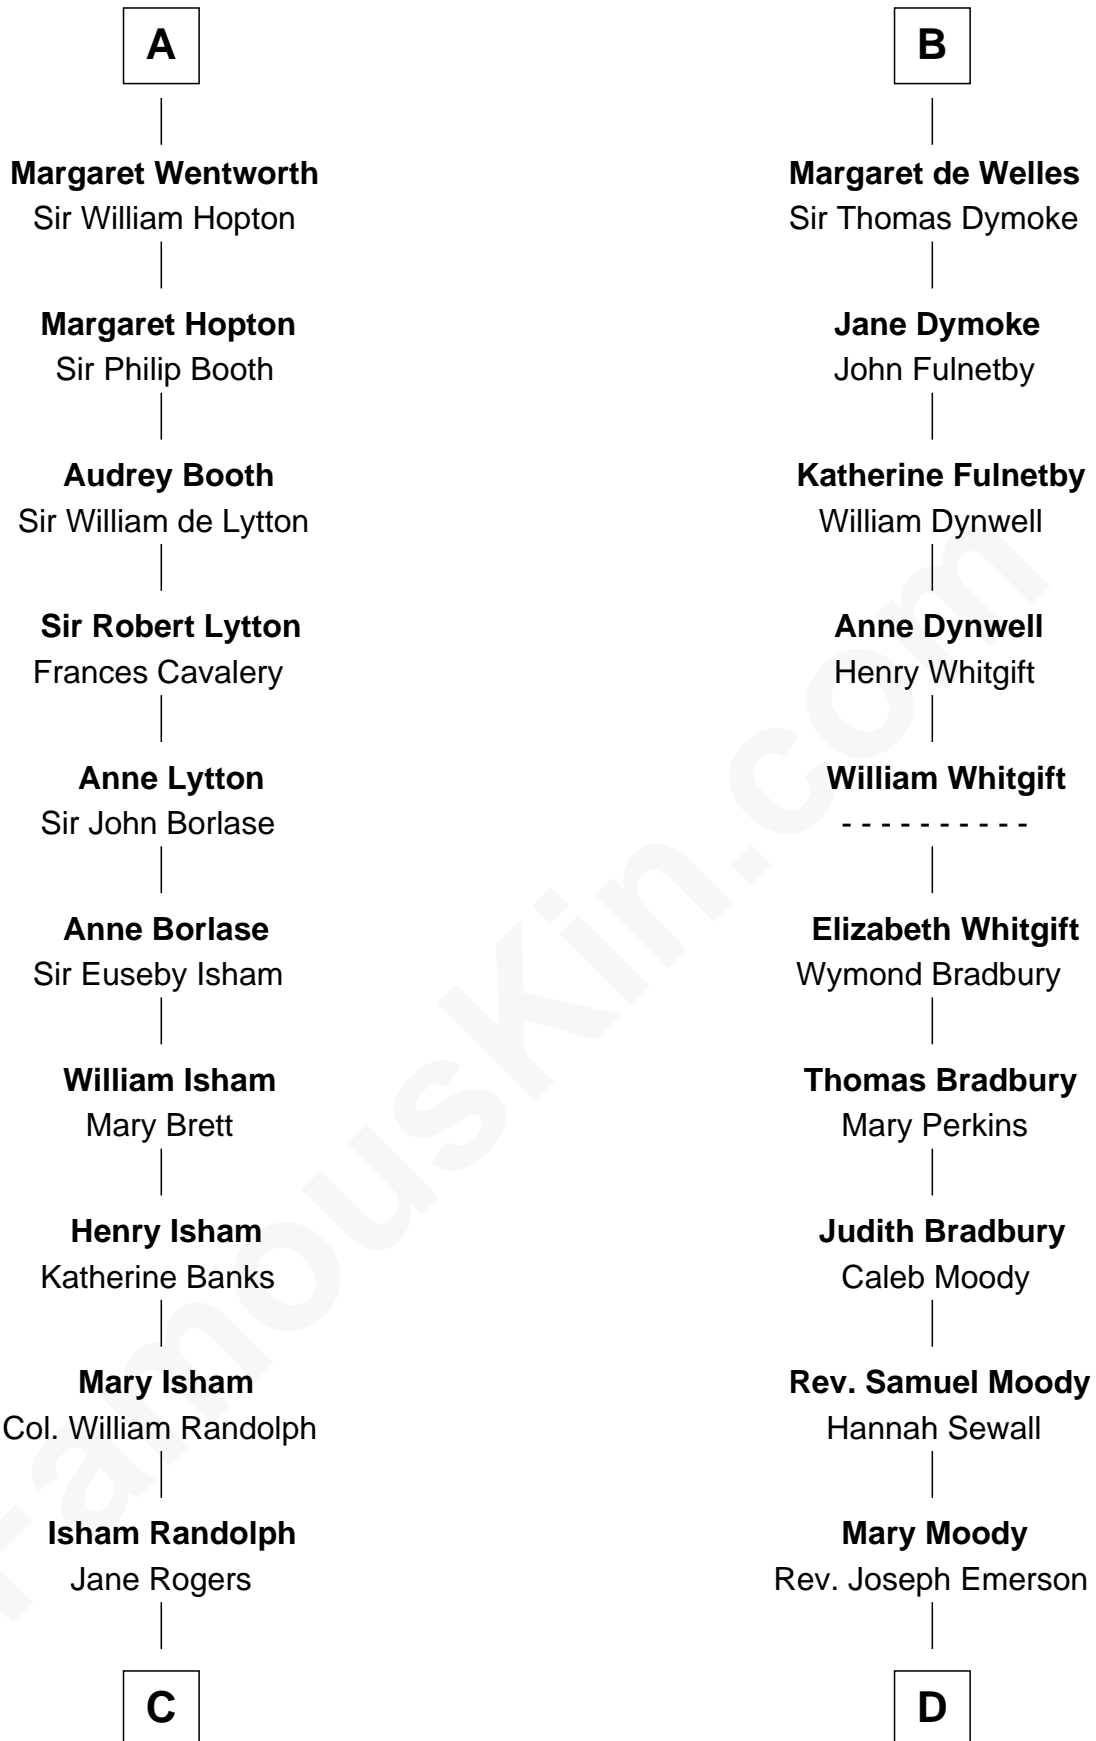 A
Margaret Wentworth
Sir William Hopton
Margaret Hopton
Sir Philip Booth
Audrey Booth
Sir William de Lytton
Sir Robert Lytton
Frances Cavalery
Anne Lytton
Sir John Borlase
Anne Borlase
Sir Euseby Isham
William Isham
Mary Brett
Henry Isham
Katherine Banks
Mary Isham
Col. William Randolph
Isham Randolph
Jane Rogers
C
B
Margaret de Welles
Sir Thomas Dymoke
Jane Dymoke
John Fulnetby
Katherine Fulnetby
William Dynwell
Anne Dynwell
Henry Whitgift
William Whitgift
- - - - - - - - - -
Elizabeth Whitgift
Wymond Bradbury
Thomas Bradbury
Mary Perkins
Judith Bradbury
Caleb Moody
Rev. Samuel Moody
Hannah Sewall
Mary Moody
Rev. Joseph Emerson
D
FamousKin.com